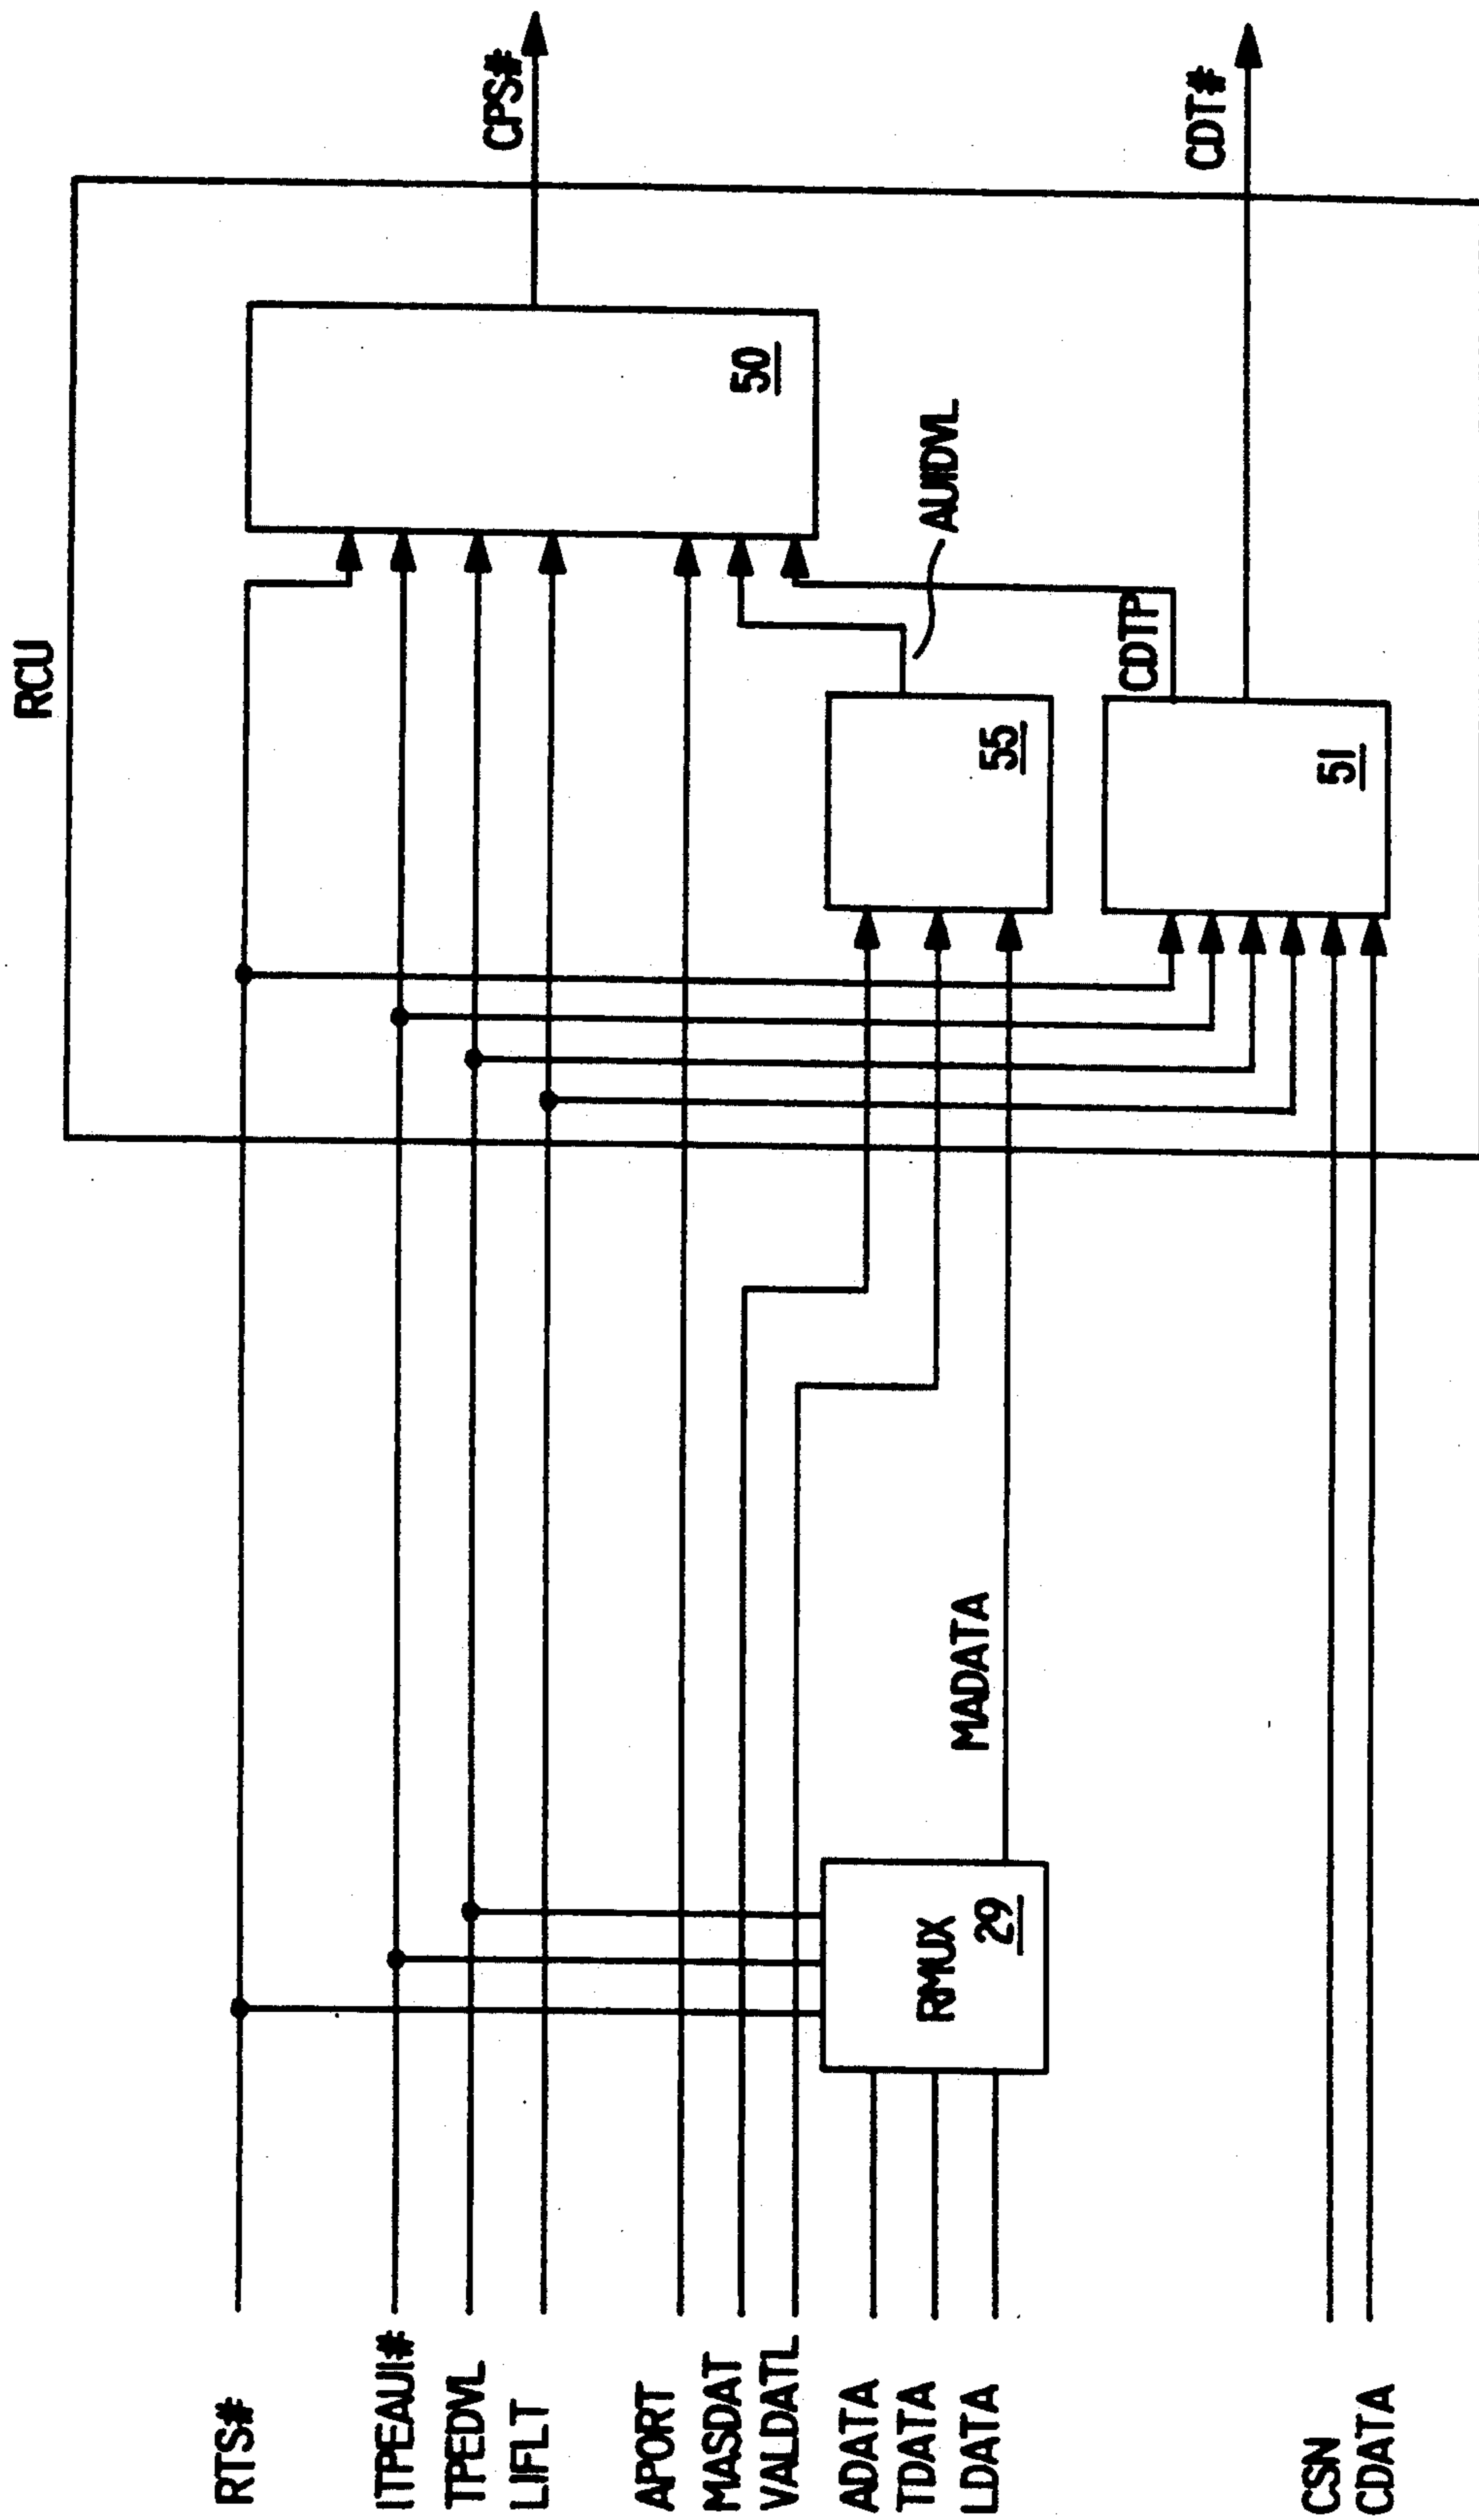 RCU
RTS#
ITPEAUI#
TPEDVL
LIFLT
APORT
MASDAT
VALDATL
ADATA
TDATA
LDATA
CSN
CDATA
RMUX
29
MADATA
55
51
50
AUIDVL
CDTP
CPS#
CDT#